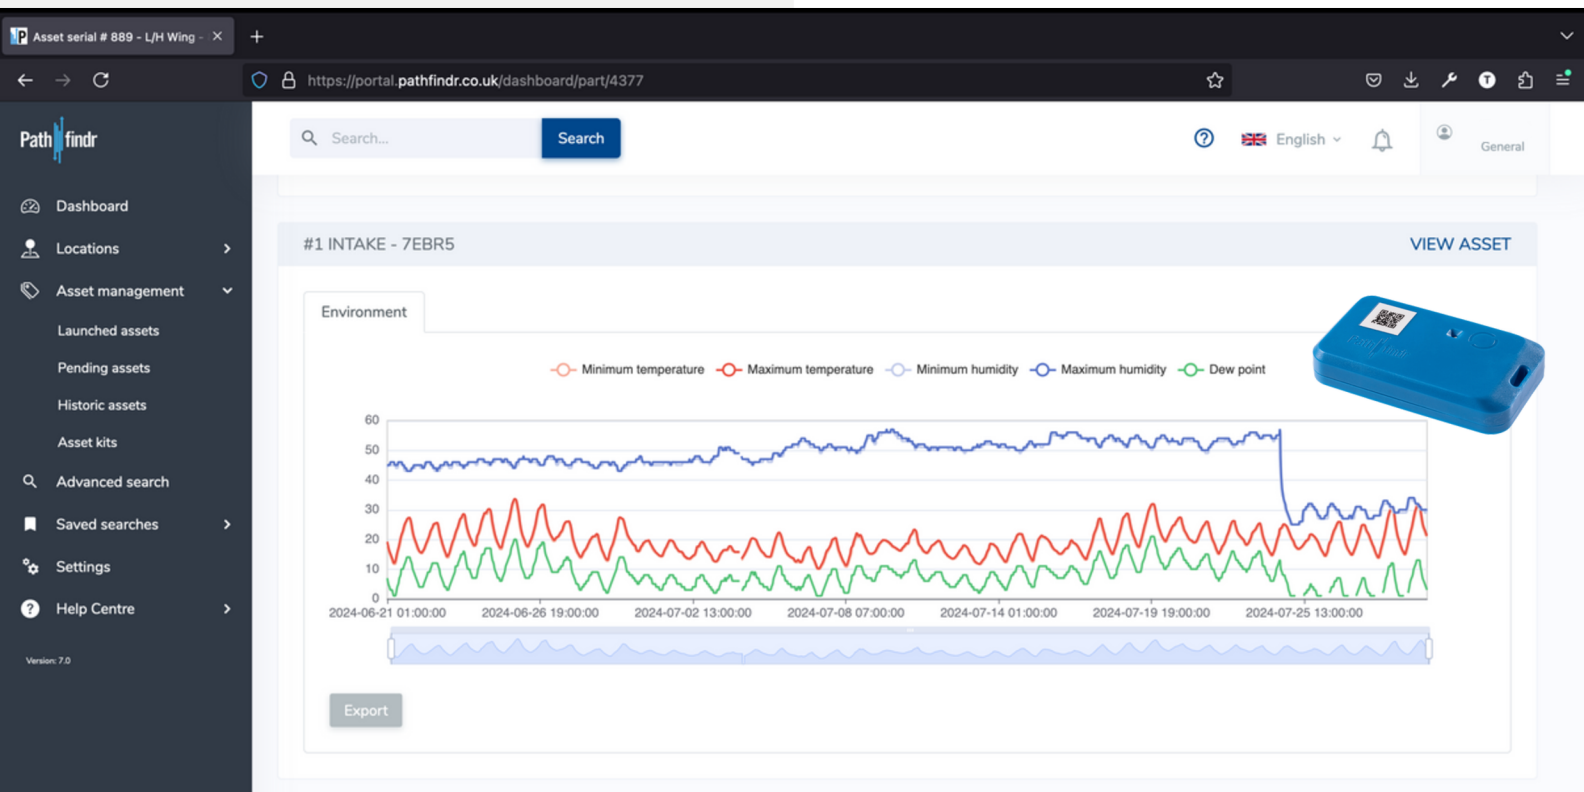 Asset serial # 889 - L/H Wing -
https://portal.pathfindr.co.uk/dashboard/part/4377
Path findr
Search...
Search
English
General
Dashboard
Locations
Asset management
Launched assets
Pending assets
Historic assets
Asset kits
Advanced search
Saved searches
Settings
Help Centre
Version: 7.0
#1 INTAKE - 7EBR5
VIEW ASSET
Environment
Minimum temperature Maximum temperature Minimum humidity Maximum humidity Dew point
60
50
40
30
20
10
0
2024-06-21 01:00:00 2024-06-26 19:00:00 2024-07-02 13:00:00 2024-07-08 07:00:00 2024-07-14 01:00:00 2024-07-19 19:00:00 2024-07-25 13:00:00
Export